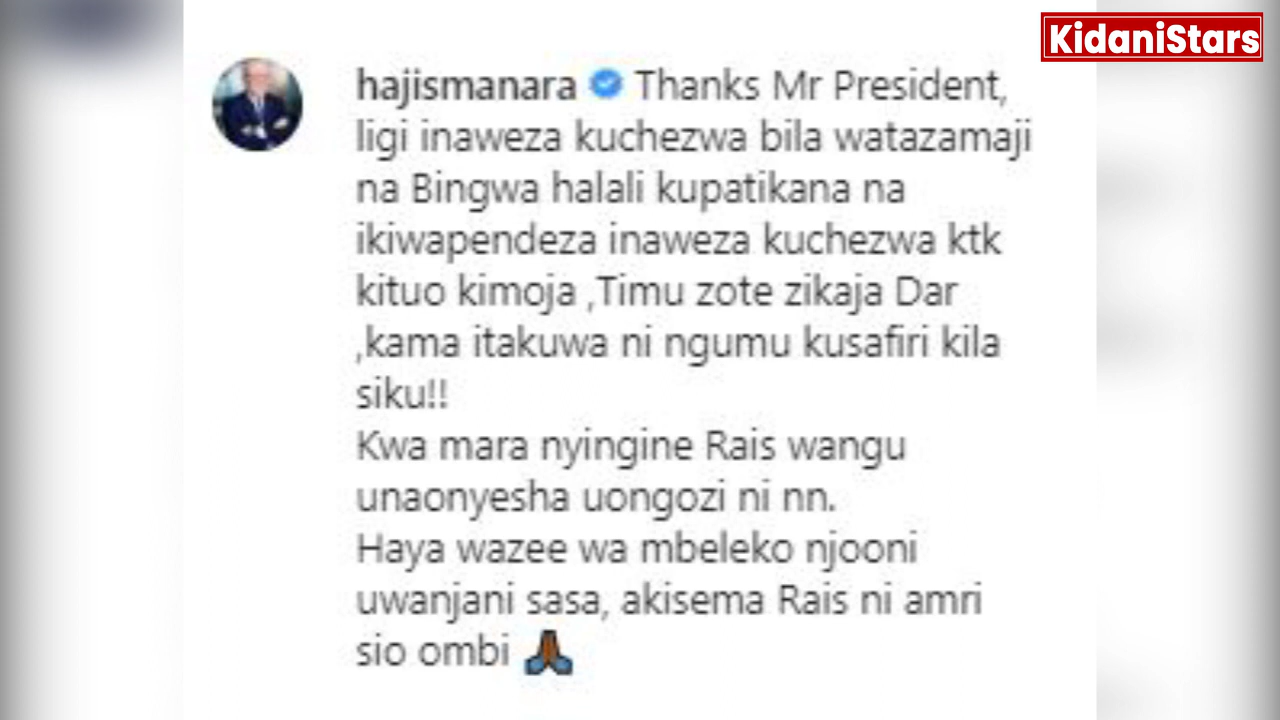 KidaniStars
hajismanara Thanks Mr President,
ligi inaweza kuchezwa bila watazamaji
na Bingwa halali kupatikana na
ikiwapendeza inaweza kuchezwa ktk
kituo kimoja ,Timu zote zikaja Dar
,kama itakuwa ni ngumu kusafiri kila
siku!!
Kwa mara nyingine Rais wangu
unaonyesha uongozi ni nn.
Haya wazee wa mbeleko njooni
uwanjani sasa, akisema Rais ni amri
sio ombi 🙏🏾